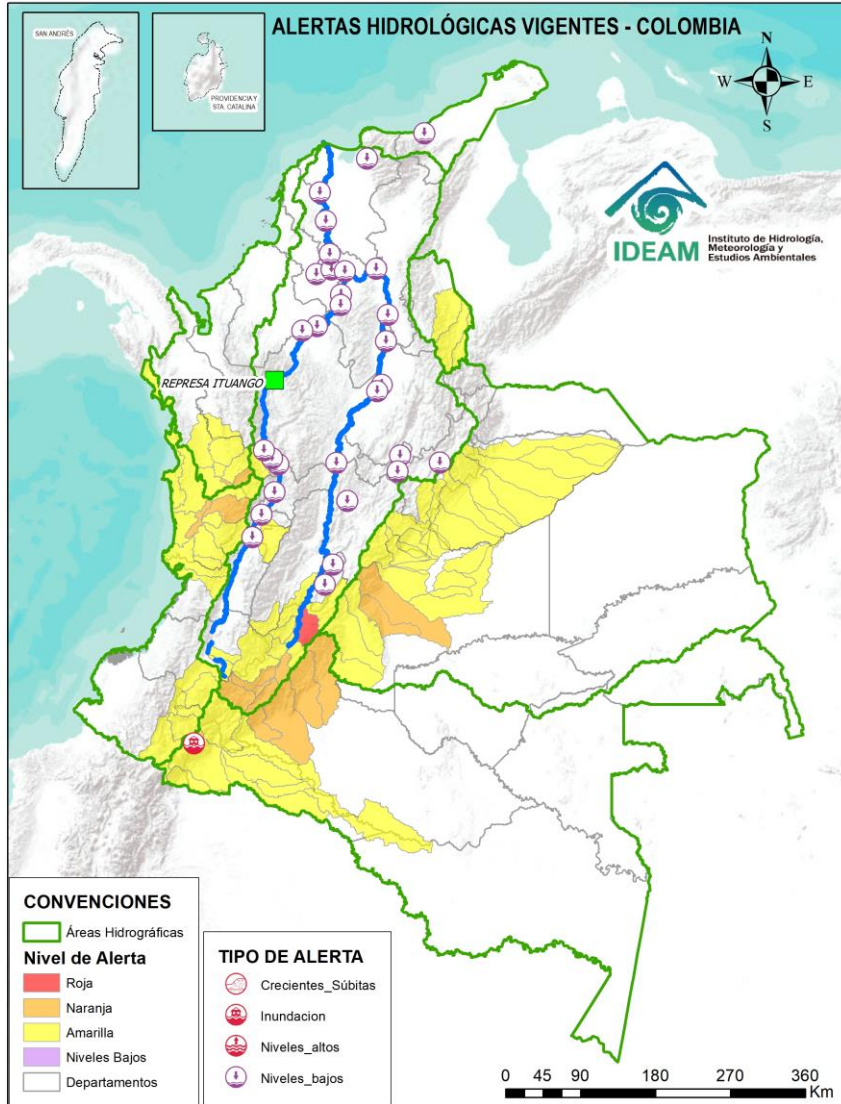 ALERTAS HIDROLÓGICAS VIGENTES - COLOMBIA
SAN ANDRÉS
PROVIDENCIA Y
STA. CATALINA
N
W
E
S
IDEAM
Instituto de Hidrología,
Meteorología y
Estudios Ambientales
REPRESA ITUANGO
CONVENCIONES
Áreas Hidrográficas
Nivel de Alerta
Roja
Naranja
Amarilla
Niveles Bajos
Departamentos
TIPO DE ALERTA
Crecientes_Súbitas
Inundacion
Niveles_altos
Niveles_bajos
0 45 90 180 270 360
Km